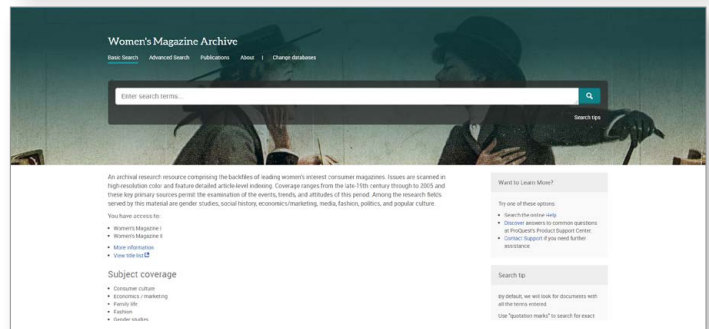 Women's Magazine Archive
Basic Search Advanced Search Publications About | Change databases
Enter search terms...
Search tips
An archival research resource comprising the backfiles of leading women's interest consumer magazines. Issues are scanned in
high-resolution color and feature detailed article-level indexing. Coverage ranges from the late-19th century through to 2005 and
these key primary sources permit the examination of the events, trends, and attitudes of this period. Among the research fields
served by this material are gender studies, social history, economics/marketing, media, fashion, politics, and popular culture.
You have access to:
• Women's Magazine I
• Women's Magazine II
• More information
• View title list
Subject coverage
• Consumer culture
• Economics / marketing
• Family life
• Fashion
• Gender studies
Want to Learn More?
Try one of these options:
• Search the online Help
• Discover answers to common questions
at ProQuest's Product Support Center.
• Contact Support if you need further
assistance.
Search tip
By default, we will look for documents with
all the terms entered.
Use "quotation marks" to search for exact